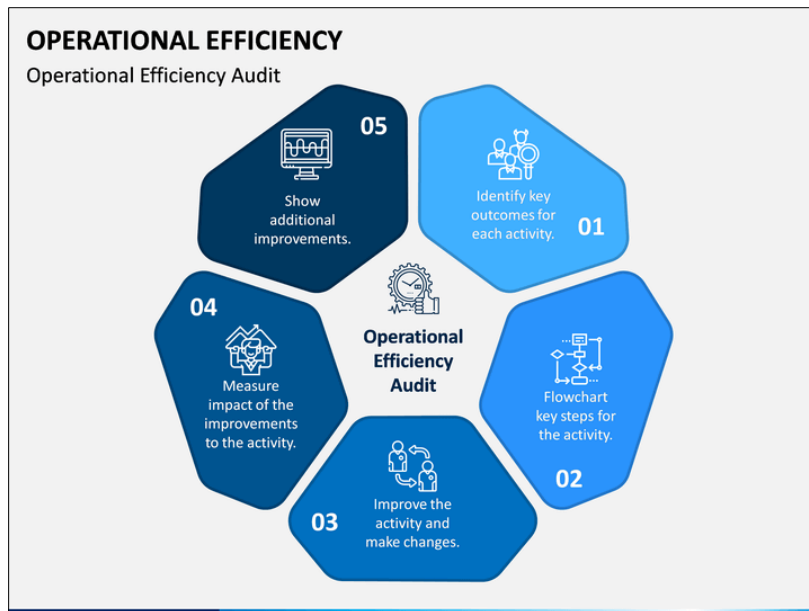 OPERATIONAL EFFICIENCY
Operational Efficiency Audit
05
Show
additional
improvements.
Identify key
outcomes for
each activity.
01
04
Measure
impact of the
improvements
to the activity.
Operational
Efficiency
Audit
Flowchart
key steps for
the activity.
02
03
Improve the
activity and
make changes.